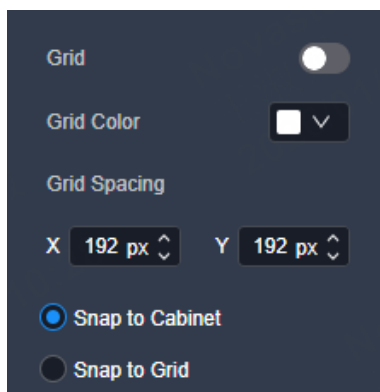 Grid
Grid Color
Grid Spacing
X 192 px Y 192 px
Snap to Cabinet
Snap to Grid